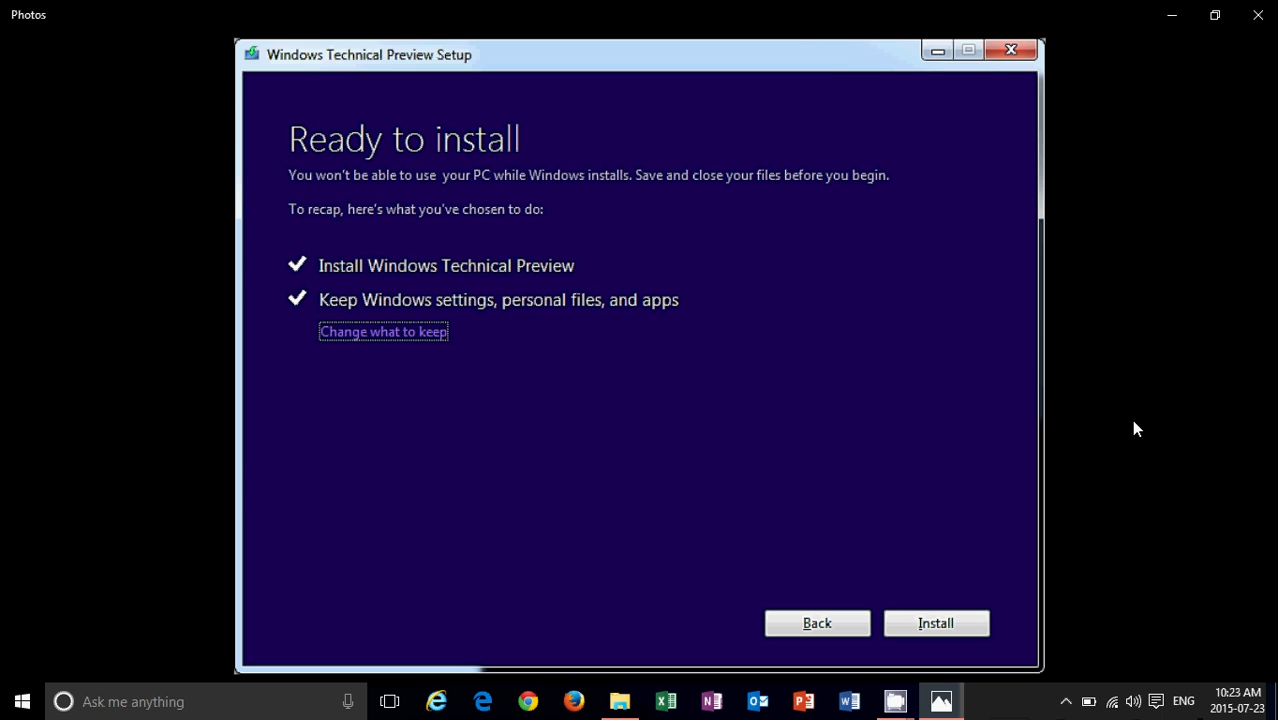 Photos
Windows Technical Preview Setup
Ready to install
You won't be able to use your PC while Windows installs. Save and close your files before you begin.
To recap, here's what you've chosen to do:
Install Windows Technical Preview
Keep Windows settings, personal files, and apps
Change what to keep
Back
Install
Ask me anything
ENG
10:23 AM
2015-07-23